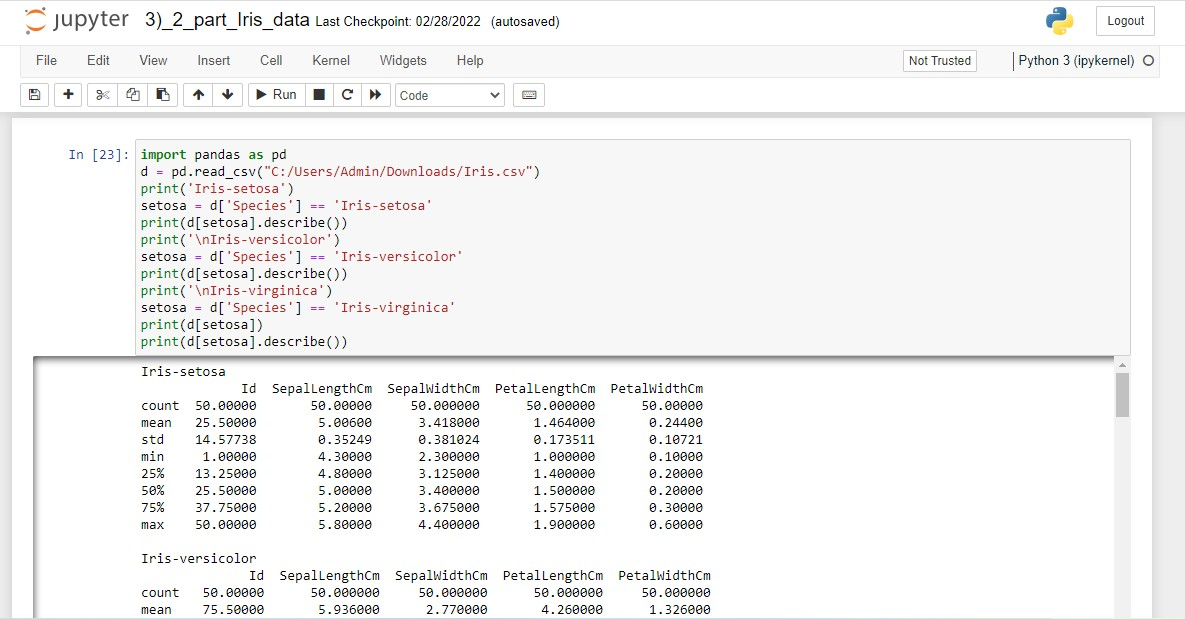 jupyter 3)_2_part_Iris_data Last Checkpoint: 02/28/2022 (autosaved) Logout
File Edit View Insert Cell Kernel Widgets Help Not Trusted Python 3 (ipykernel)
Run Code
In [23]: import pandas as pd
d = pd.read_csv("C:/Users/Admin/Downloads/Iris.csv")
print('Iris-setosa')
setosa = d['Species'] == 'Iris-setosa'
print(d[setosa].describe())
print('\nIris-versicolor')
setosa = d['Species'] == 'Iris-versicolor'
print(d[setosa].describe())
print('\nIris-virginica')
setosa = d['Species'] == 'Iris-virginica'
print(d[setosa])
print(d[setosa].describe())
Iris-setosa
Id SepalLengthCm SepalWidthCm PetalLengthCm PetalWidthCm
count 50.00000 50.00000 50.000000 50.000000 50.00000
mean 25.50000 5.00600 3.418000 1.464000 0.24400
std 14.57738 0.35249 0.381024 0.173511 0.10721
min 1.00000 4.30000 2.300000 1.000000 0.10000
25% 13.25000 4.80000 3.125000 1.400000 0.20000
50% 25.50000 5.00000 3.400000 1.500000 0.20000
75% 37.75000 5.20000 3.675000 1.575000 0.30000
max 50.00000 5.80000 4.400000 1.900000 0.60000
Iris-versicolor
Id SepalLengthCm SepalWidthCm PetalLengthCm PetalWidthCm
count 50.00000 50.000000 50.000000 50.000000 50.000000
mean 75.50000 5.936000 2.770000 4.260000 1.326000